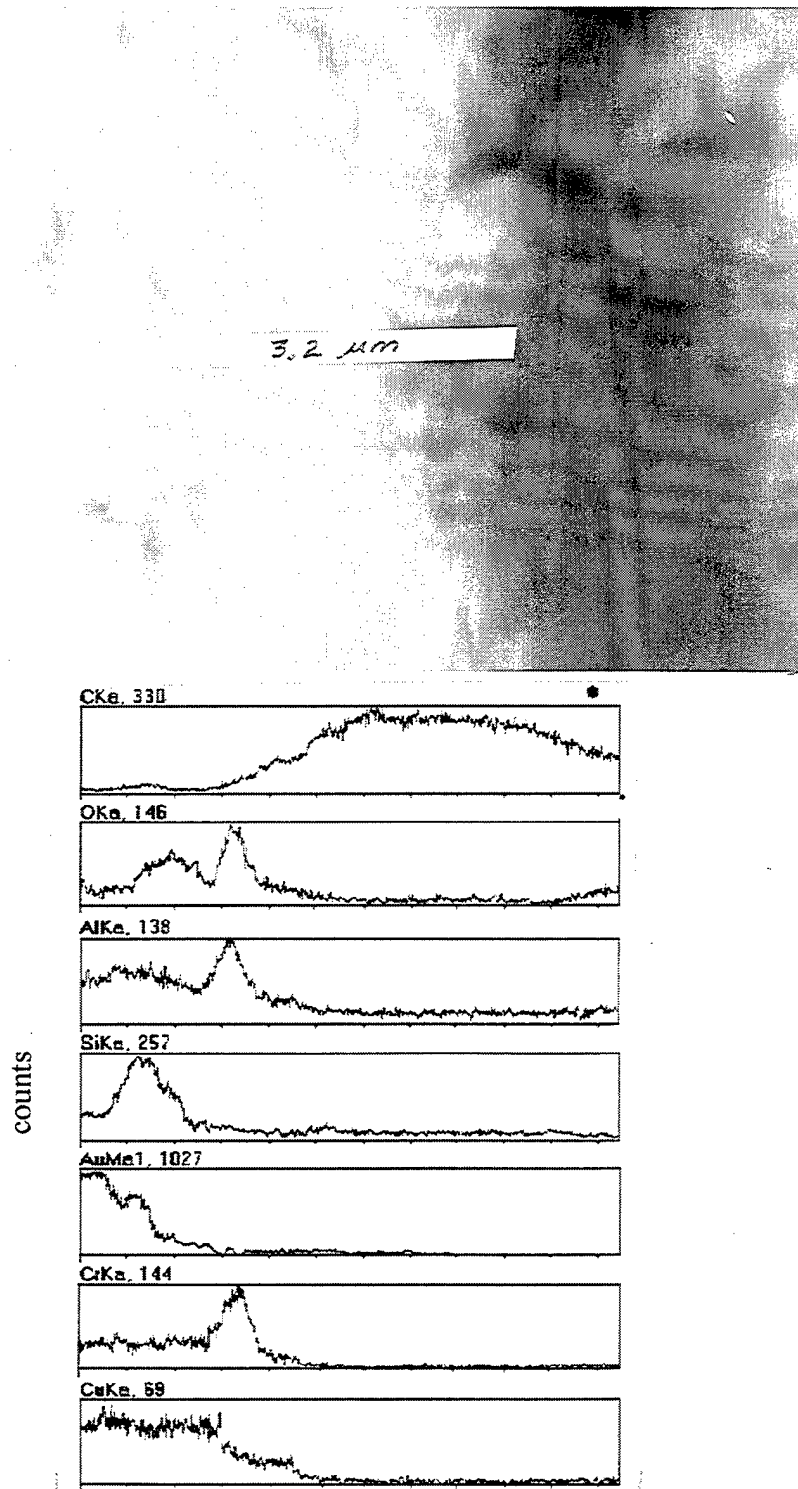 3.2 μm
CKa, 330
OKa, 146
AlKa, 138
SiKa, 257
AuMa1, 1027
CrKa, 144
CuKa, 69
counts